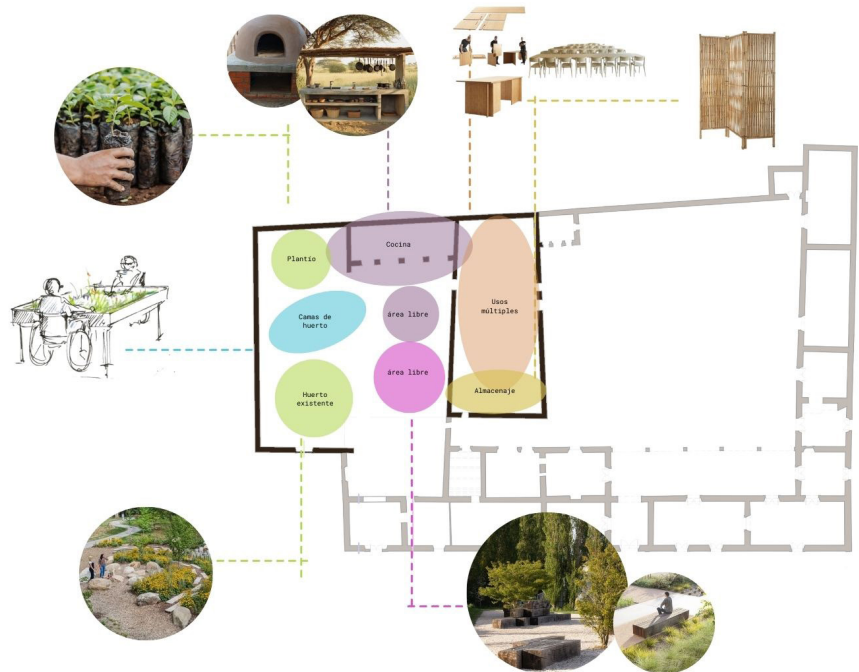 Cocina
Plantío
Usos
múltiples
Camas de
huerto
área libre
área libre
Almacenaje
Huerto
existente